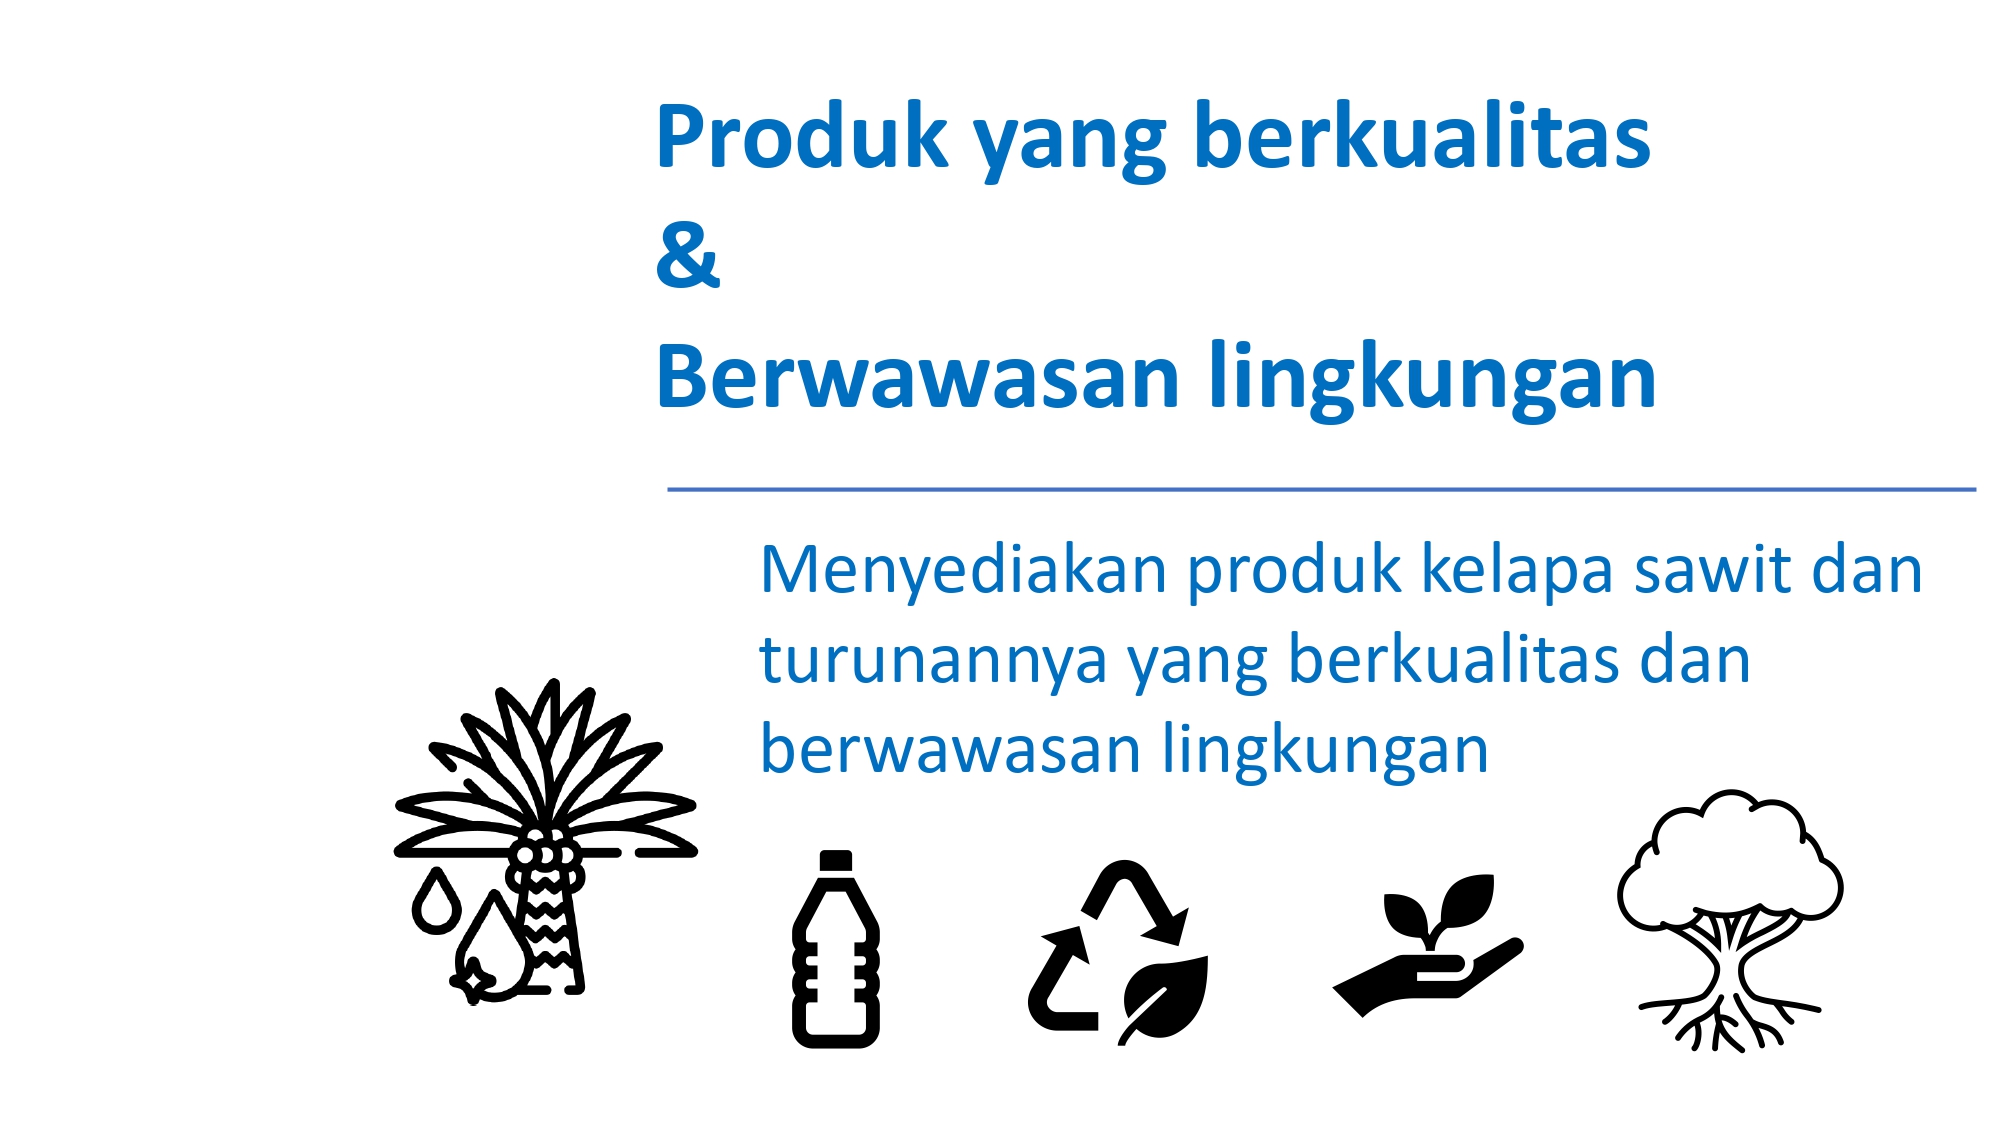 Produk yang berkualitas
&
Berwawasan lingkungan
Menyediakan produk kelapa sawit dan
turunannya yang berkualitas dan
berwawasan lingkungan